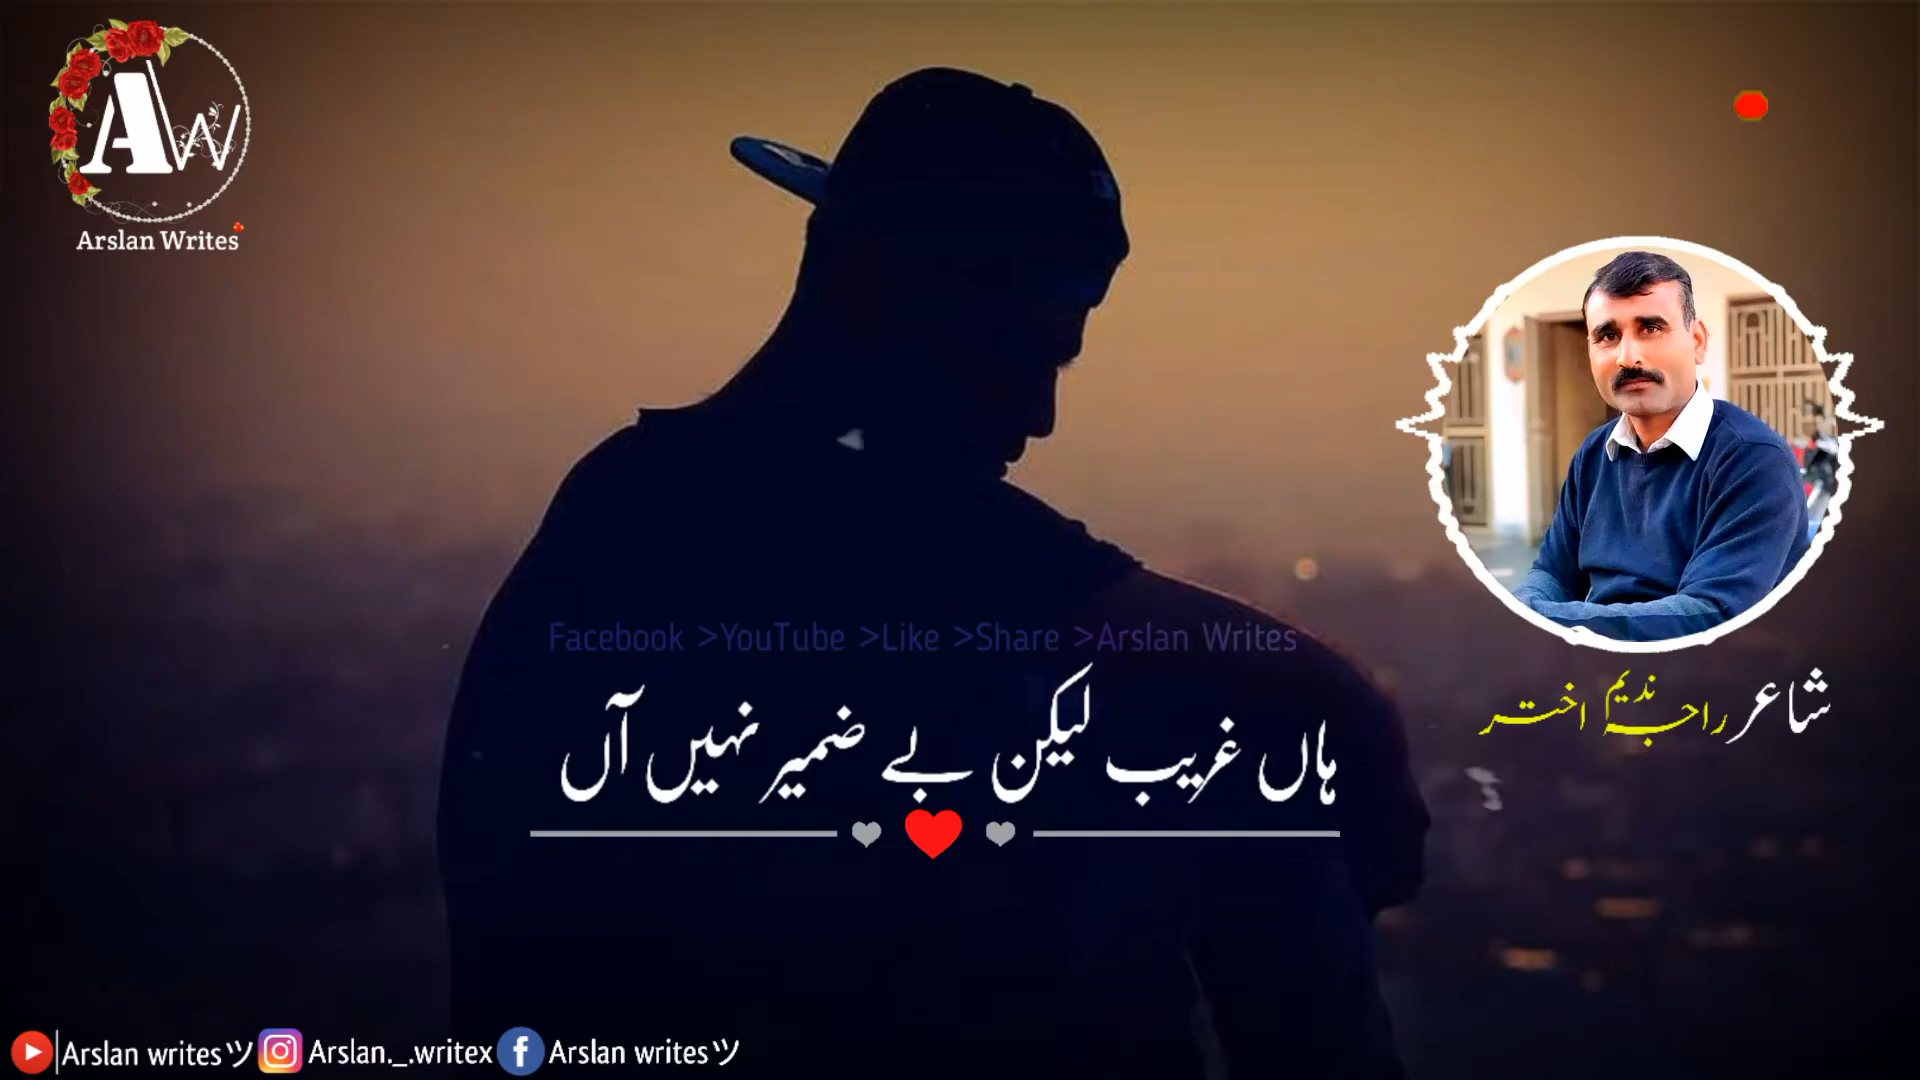 AW
Arslan Writes
Facebook >YouTube >Like >Share >Arslan Writes
شاعر راجہ ندیم اختر
ہاں غریب لیکن بے ضمیر نہیں آں
Arslan writesツ Arslan._.writex Arslan writesツ